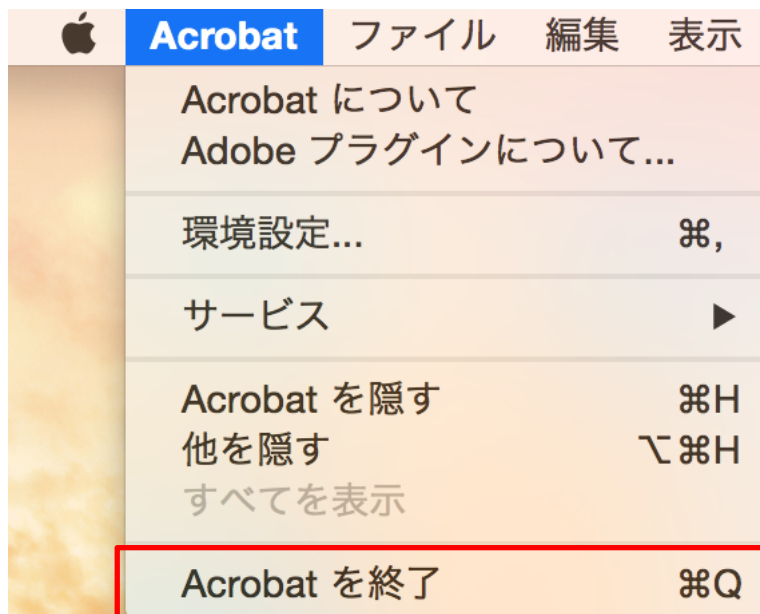 Acrobat ファイル 編集 表示
Acrobat について
Adobe プラグインについて...
環境設定... ⌘,
サービス ▶
Acrobat を隠す ⌘H
他を隠す ⌥⌘H
すべてを表示
Acrobat を終了 ⌘Q